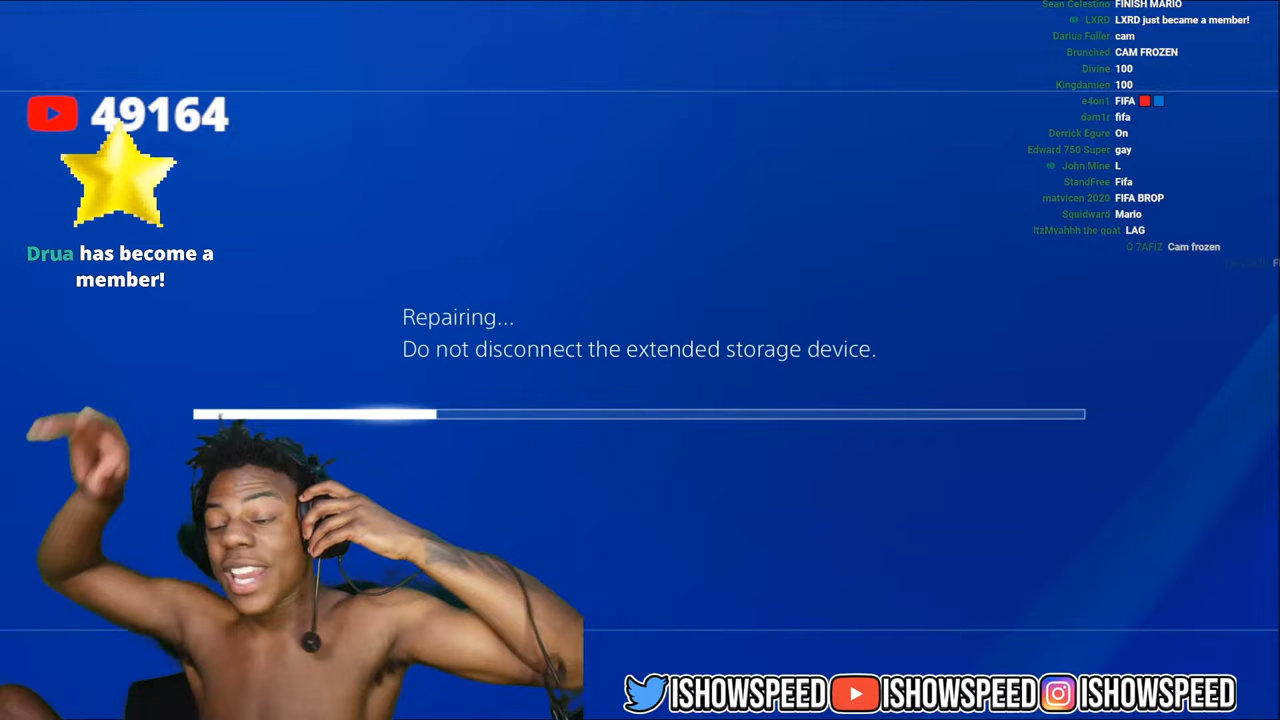 49164
Drua has become a
member!
Sean Celestino FINISH MARIO
LXRD LXRD just became a member!
Darius Fuller cam
Brunched CAM FROZEN
Divine 100
Kingdamien 100
e4on1 FIFA
dam1r fifa
Derrick Egure On
Edward 750 Super gay
John Mine L
StandFree Fifa
matvicen 2020 FIFA BROP
Squidward Mario
ItzMyahhh the goat LAG
O 7AFIZ Cam frozen
Repairing...
Do not disconnect the extended storage device.
ISHOWSPEED ISHOWSPEED ISHOWSPEED